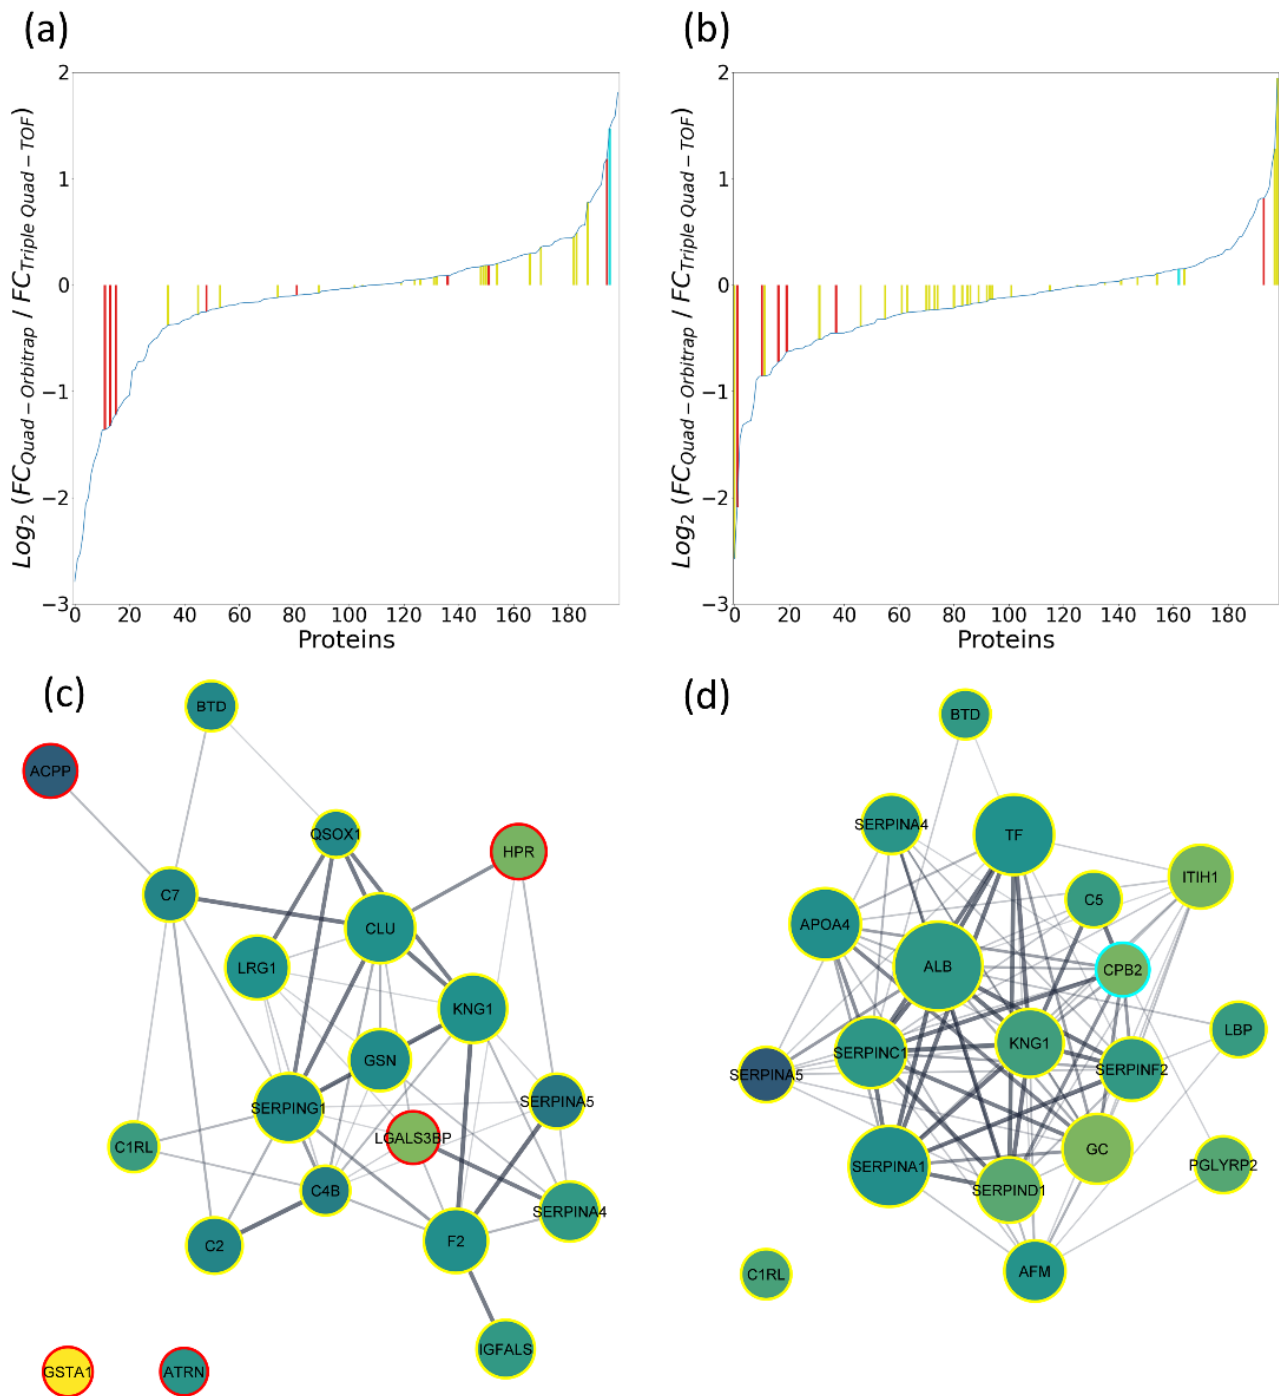 (a)
(b)
Log2 (FCQuad−Orbitrap / FCTriple Quad−TOF)
2
1
0
−1
−2
−3
0 20 40 60 80 100 120 140 160 180
Proteins
Log2 (FCQuad−Orbitrap / FCTriple Quad−TOF)
2
1
0
−1
−2
−3
0 20 40 60 80 100 120 140 160 180
Proteins
(c)
BTD
ACPP
QSOX1
HPR
C7
CLU
LRG1
KNG1
GSN
SERPINA5
SERPING1
LGALS3BP
C1RL
C4B
SERPINA4
C2
F2
IGFALS
GSTA1
ATRN
(d)
BTD
SERPINA4
TF
ITIH1
C5
APOA4
ALB
CPB2
LBP
SERPINC1
KNG1
SERPINF2
SERPINA5
GC
SERPINA1
PGLYRP2
SERPIND1
C1RL
AFM